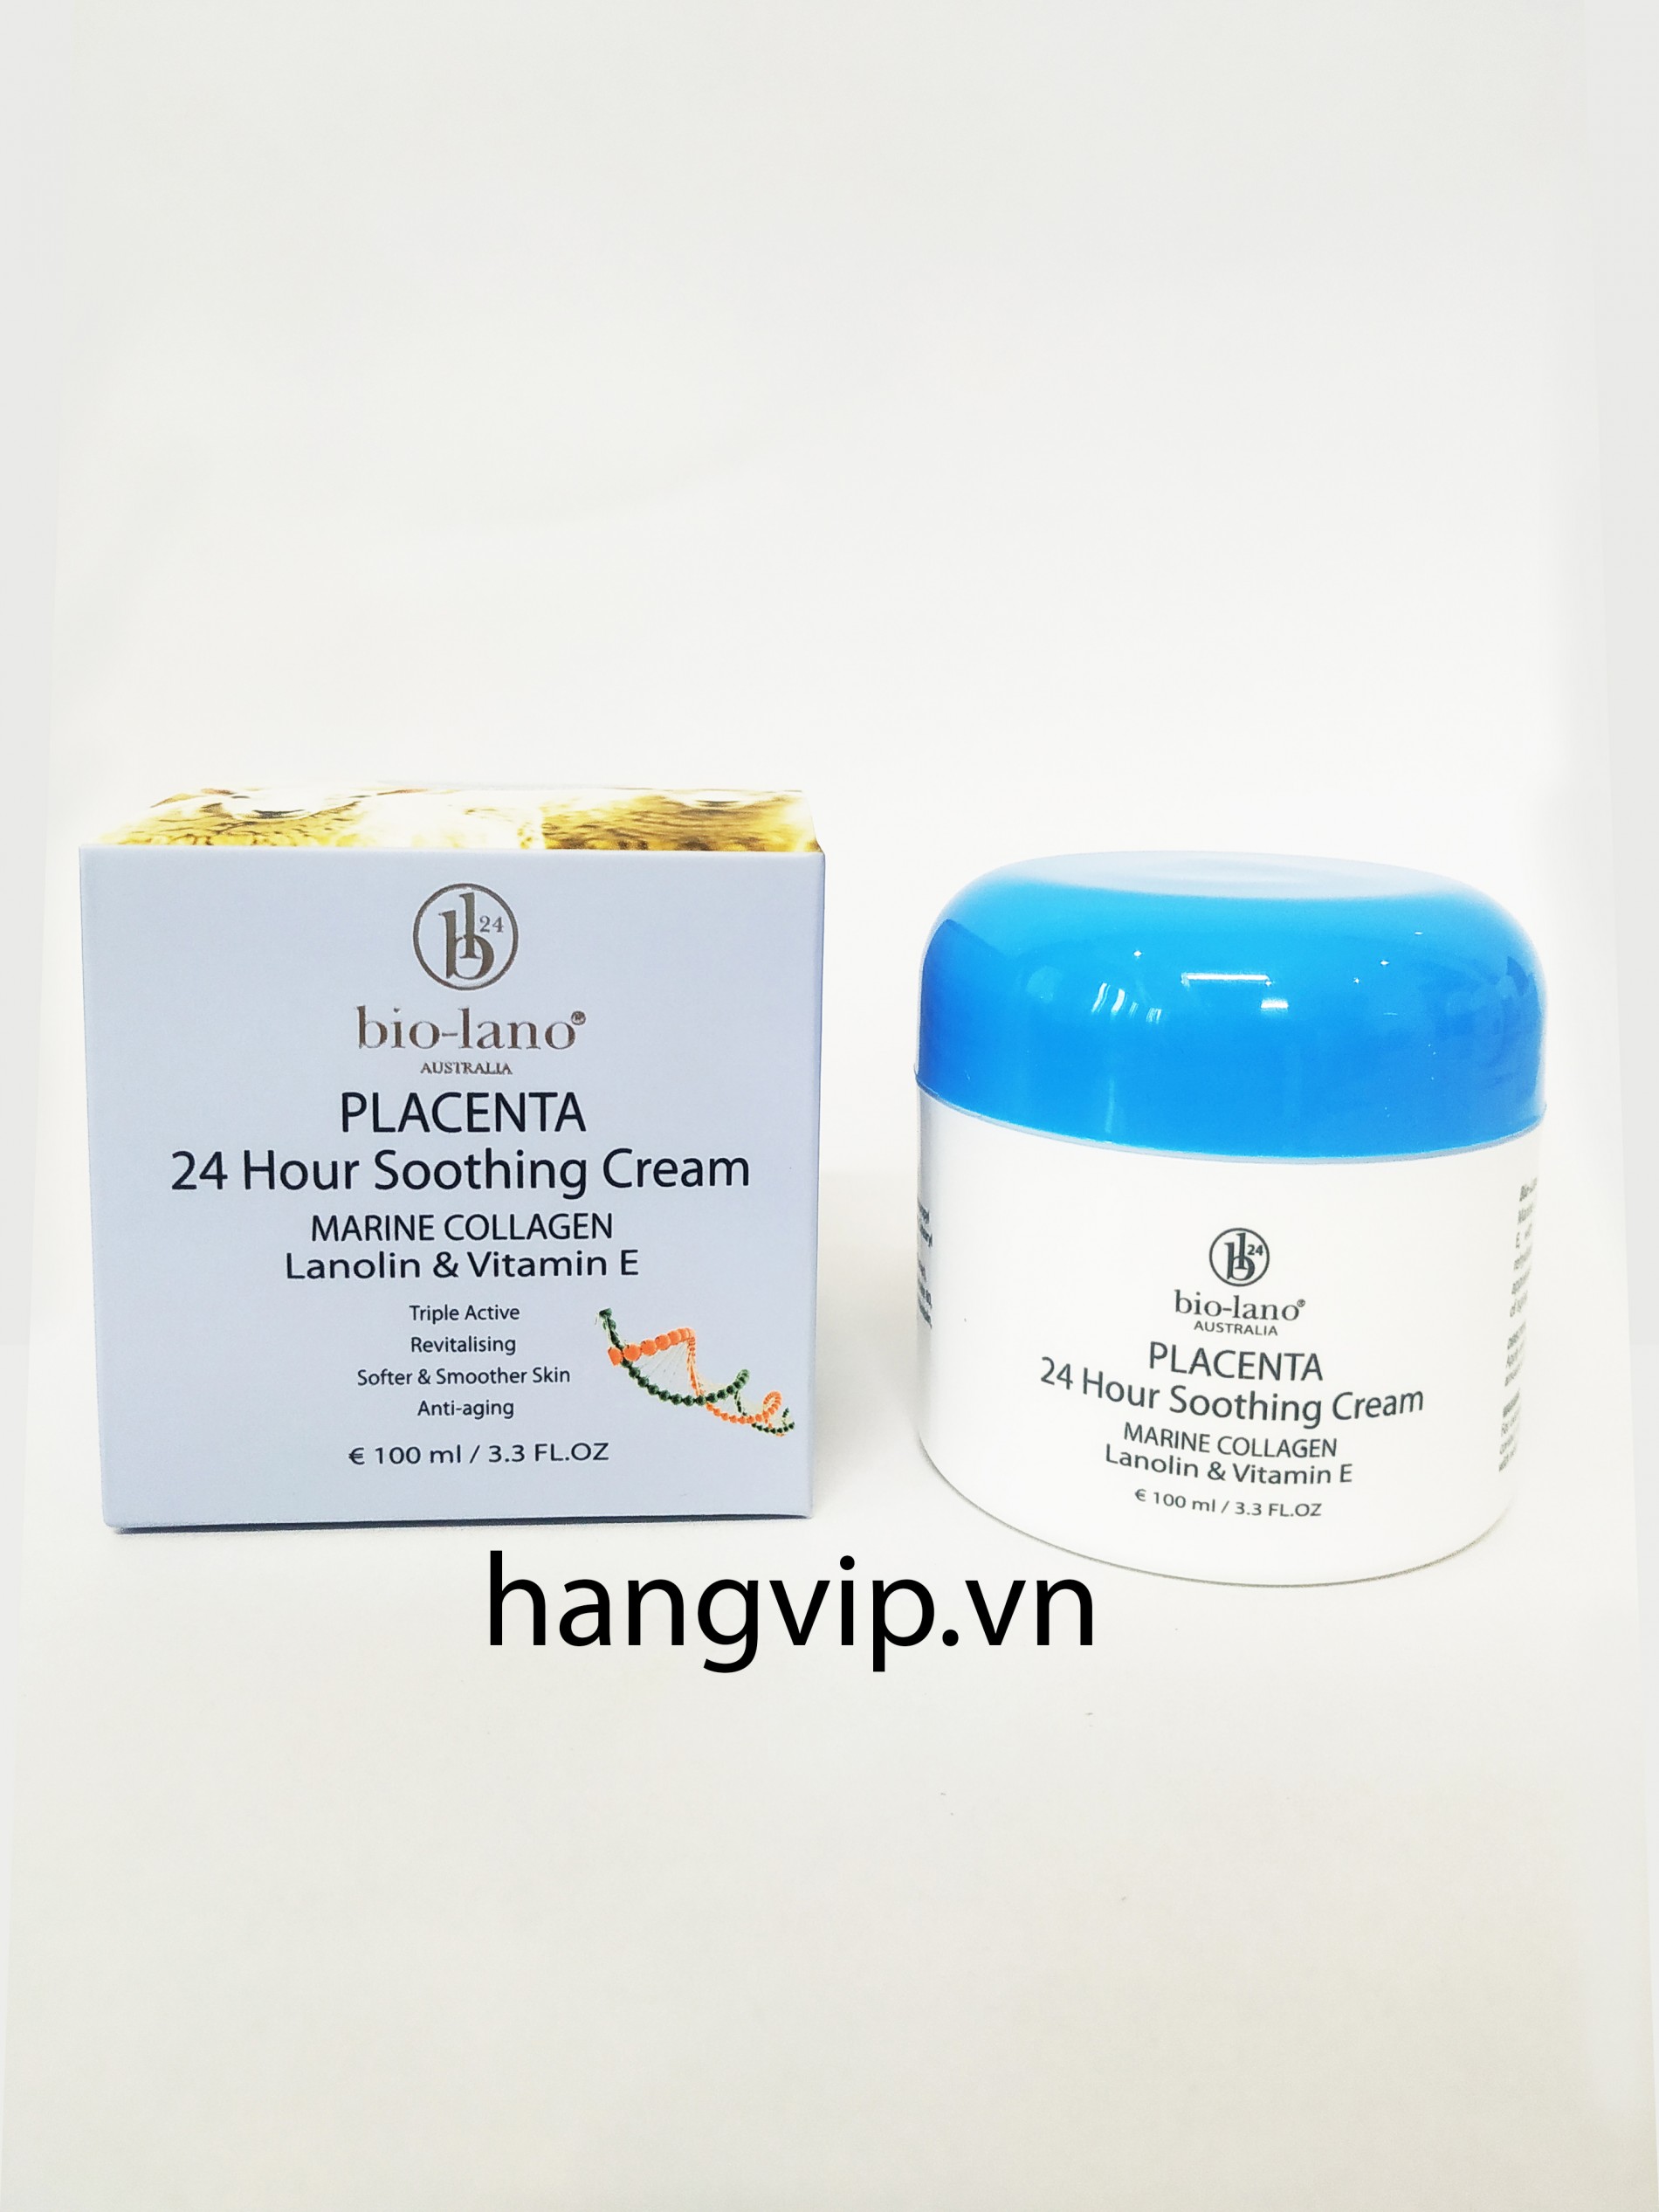 bl24
bio-lano®
AUSTRALIA
PLACENTA
24 Hour Soothing Cream
MARINE COLLAGEN
Lanolin & Vitamin E
Triple Active
Revitalising
Softer & Smoother Skin
Anti-aging
€ 100 ml / 3.3 FL.OZ
bl24
bio-lano®
AUSTRALIA
PLACENTA
24 Hour Soothing Cream
MARINE COLLAGEN
Lanolin & Vitamin E
€ 100 ml / 3.3 FL.OZ
hangvip.vn